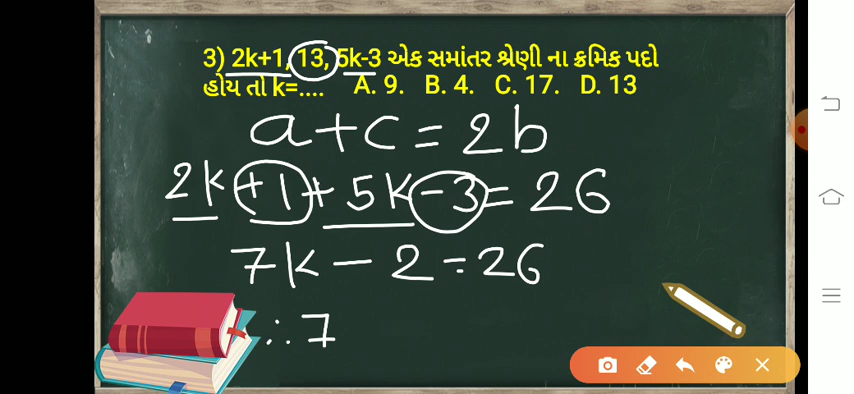 3) 2k+1, 13, 5k-3 એક સમાંતર શ્રેણી ના ક્રમિક પદો
હોય તો k=.... A. 9. B. 4. C. 17. D. 13
a+c=2b
2k+1+5k-3=26
7k-2=26
∴7